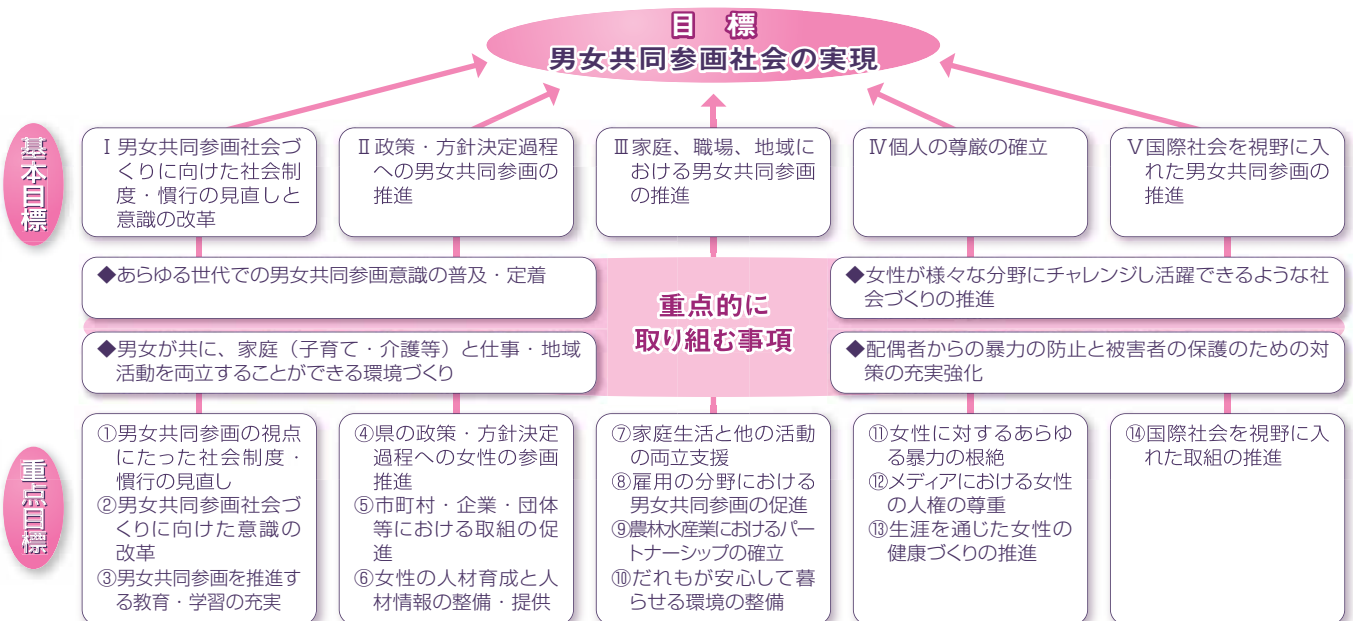 目 標
男女共同参画社会の実現
基本目標
Ⅰ男女共同参画社会づ
くりに向けた社会制
度・慣行の見直しと
意識の改革
Ⅱ政策・方針決定過程
への男女共同参画の
推進
Ⅲ家庭、職場、地域に
おける男女共同参画
の推進
Ⅳ個人の尊厳の確立
Ⅴ国際社会を視野に入
れた男女共同参画の
推進
◆あらゆる世代での男女共同参画意識の普及・定着
◆男女が共に、家庭（子育て・介護等）と仕事・地域
活動を両立することができる環境づくり
重点的に
取り組む事項
◆女性が様々な分野にチャレンジし活躍できるような社
会づくりの推進
◆配偶者からの暴力の防止と被害者の保護のための対
策の充実強化
重点目標
①男女共同参画の視点
にたった社会制度・
慣行の見直し
②男女共同参画社会づ
くりに向けた意識の
改革
③男女共同参画を推進す
る教育・学習の充実
④県の政策・方針決定
過程への女性の参画
推進
⑤市町村・企業・団体
等における取組の促
進
⑥女性の人材育成と人
材情報の整備・提供
⑦家庭生活と他の活動
の両立支援
⑧雇用の分野における
男女共同参画の促進
⑨農林水産業におけるパー
トナーシップの確立
⑩だれもが安心して暮
らせる環境の整備
⑪女性に対するあらゆ
る暴力の根絶
⑫メディアにおける女性
の人権の尊重
⑬生涯を通じた女性の
健康づくりの推進
⑭国際社会を視野に入
れた取組の推進